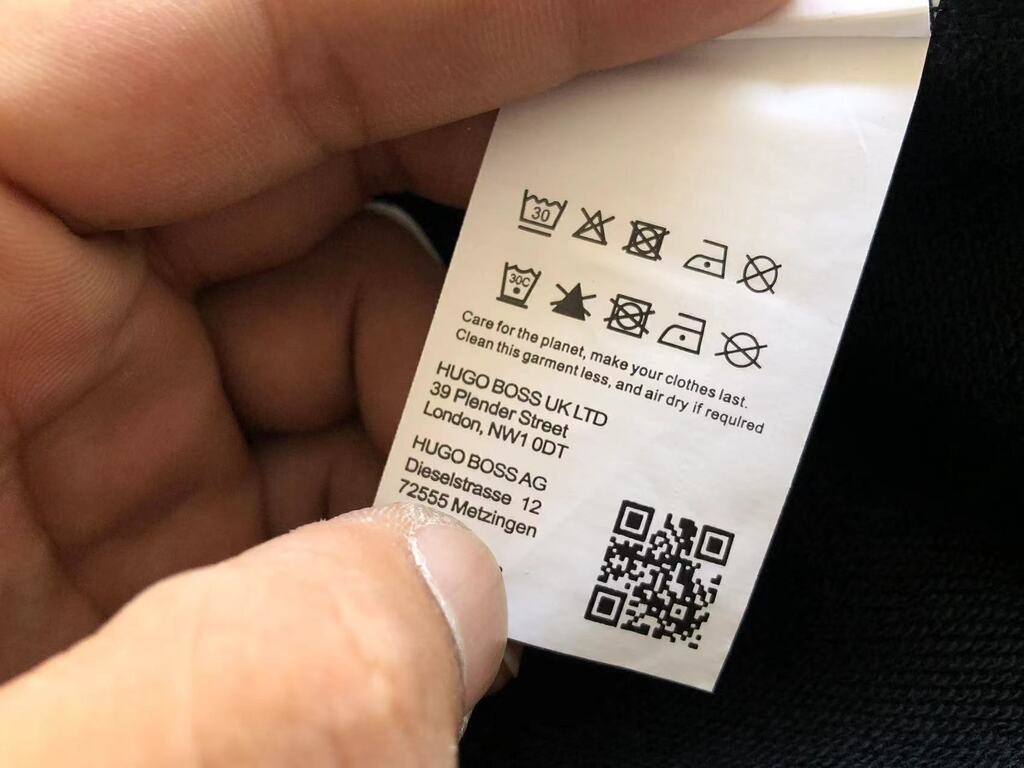 30
30C
Care for the planet, make your clothes last.
Clean this garment less, and air dry if required
HUGO BOSS UK LTD
39 Plender Street
London, NW1 0DT
HUGO BOSS AG
Dieselstrasse 12
72555 Metzingen